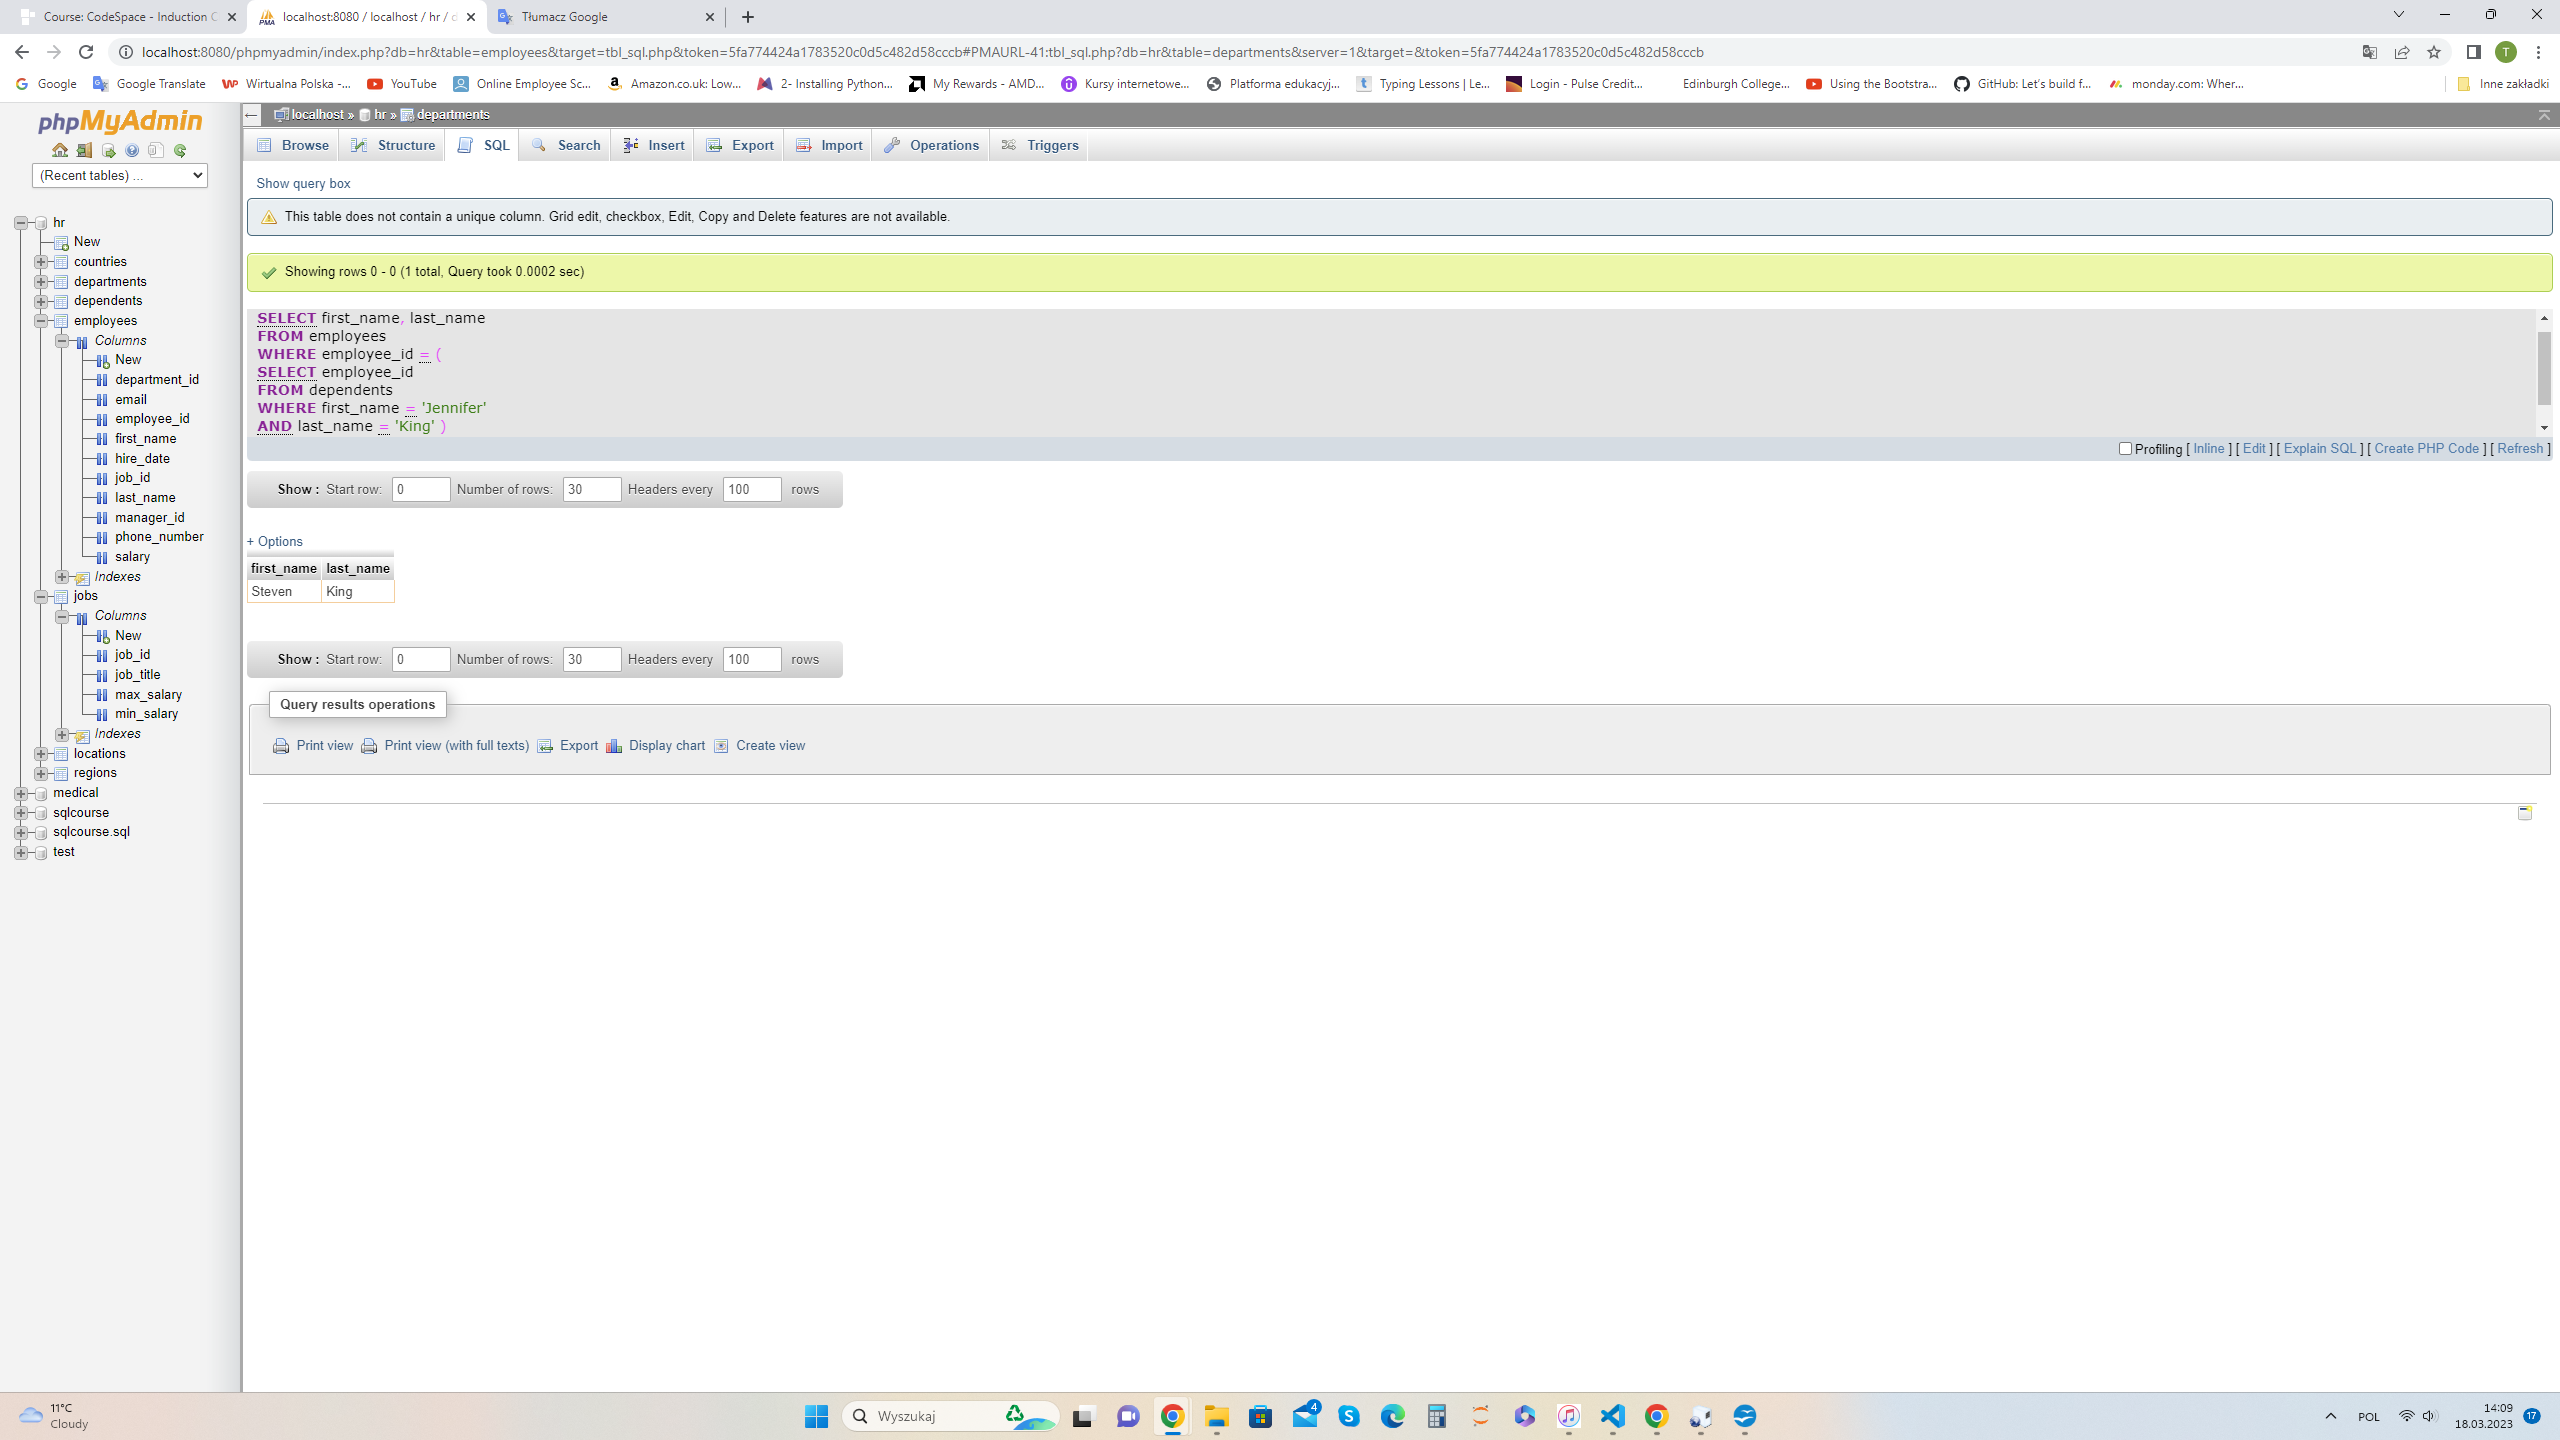 Course: CodeSpace - Induction C
localhost:8080 / localhost / hr / d
Tłumacz Google
localhost:8080/phpmyadmin/index.php?db=hr&table=employees&target=tbl_sql.php&token=5fa774424a1783520c0d5c482d58cccb#PMAURL-41:tbl_sql.php?db=hr&table=departments&server=1&target=&token=5fa774424a1783520c0d5c482d58cccb
T
Google
Google Translate
Wirtualna Polska -...
YouTube
Online Employee Sc...
Amazon.co.uk: Low...
2- Installing Python...
My Rewards - AMD...
Kursy internetowe...
Platforma edukacyj...
Typing Lessons | Le...
Login - Pulse Credit...
Edinburgh College...
Using the Bootstra...
GitHub: Let's build f...
monday.com: Wher...
Inne zakładki
phpMyAdmin
(Recent tables) ...
hr
New
countries
departments
dependents
employees
Columns
New
department_id
email
employee_id
first_name
hire_date
job_id
last_name
manager_id
phone_number
salary
Indexes
jobs
Columns
New
job_id
job_title
max_salary
min_salary
Indexes
locations
regions
medical
sqlcourse
sqlcourse.sql
test
localhost » hr » departments
Browse
Structure
SQL
Search
Insert
Export
Import
Operations
Triggers
Show query box
This table does not contain a unique column. Grid edit, checkbox, Edit, Copy and Delete features are not available.
Showing rows 0 - 0 (1 total, Query took 0.0002 sec)
SELECT first_name, last_name
FROM employees
WHERE employee_id = (
SELECT employee_id
FROM dependents
WHERE first_name = 'Jennifer'
AND last_name = 'King' )
Profiling [ Inline ] [ Edit ] [ Explain SQL ] [ Create PHP Code ] [ Refresh ]
Show : Start row: 0 Number of rows: 30 Headers every 100 rows
+ Options
first_name last_name
Steven King
Show : Start row: 0 Number of rows: 30 Headers every 100 rows
Query results operations
Print view
Print view (with full texts)
Export
Display chart
Create view
11°C
Cloudy
Wyszukaj
4
POL
14:09
18.03.2023
17